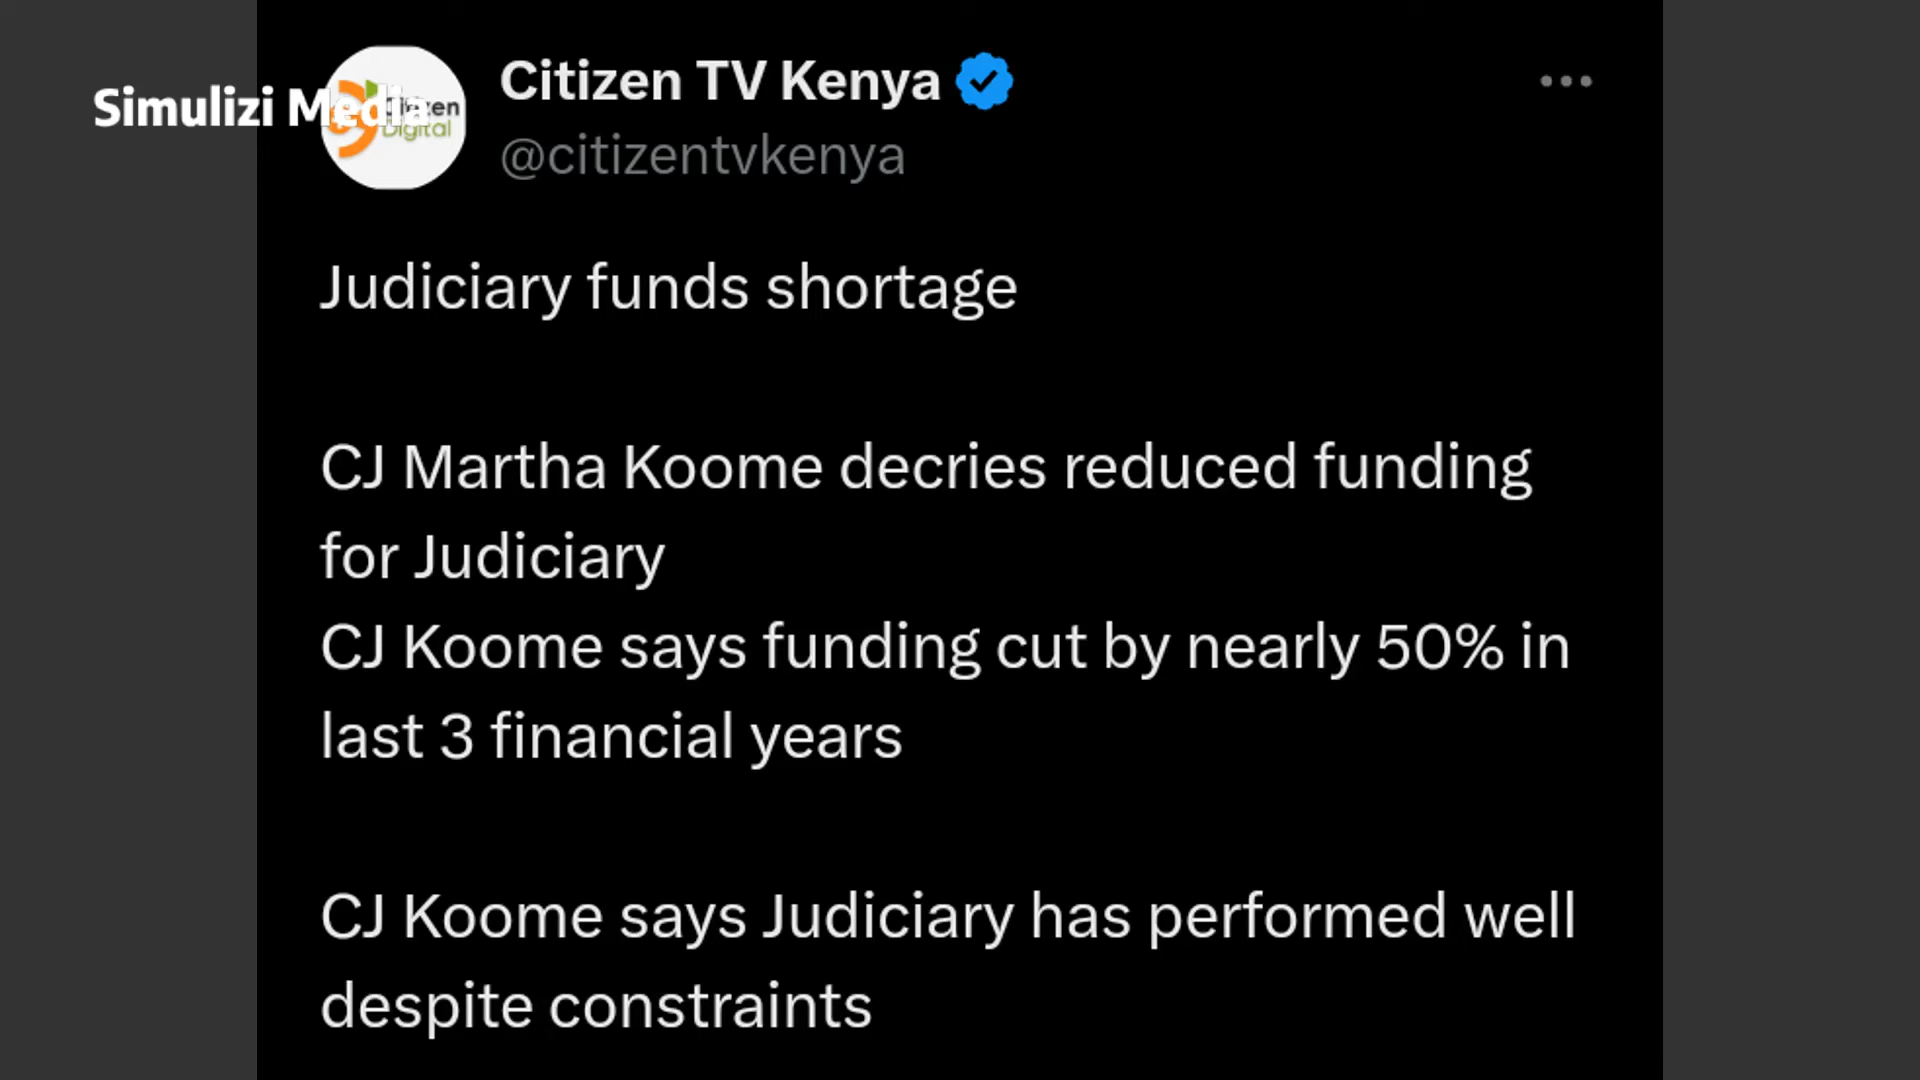 Simulizi Media
Citizen TV Kenya
Citizen
Digital
@citizentvkenya
Judiciary funds shortage
CJ Martha Koome decries reduced funding
for Judiciary
CJ Koome says funding cut by nearly 50% in
last 3 financial years
CJ Koome says Judiciary has performed well
despite constraints